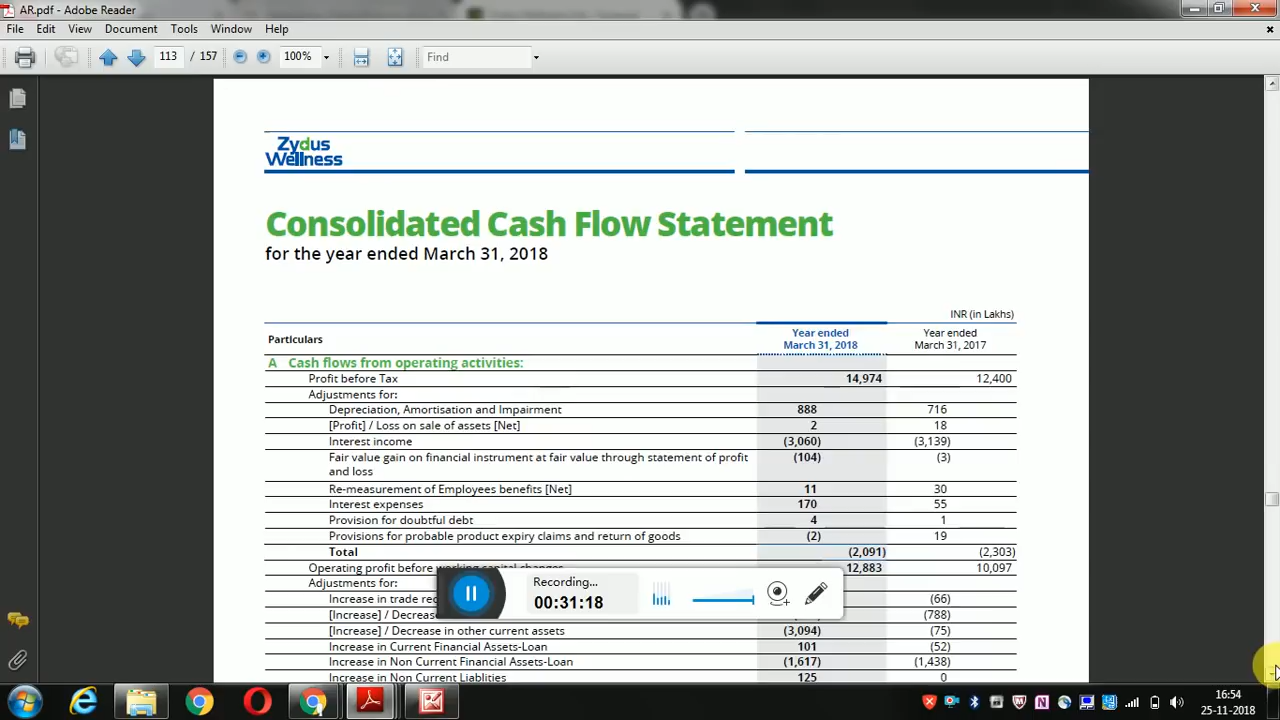 AR.pdf - Adobe Reader
File Edit View Document Tools Window Help
113 / 157 100% Find
Zydus
Wellness
Consolidated Cash Flow Statement
for the year ended March 31, 2018
INR (in Lakhs)
Particulars Year ended March 31, 2018 Year ended March 31, 2017
A Cash flows from operating activities:
Profit before Tax 14,974 12,400
Adjustments for:
Depreciation, Amortisation and Impairment 888 716
[Profit] / Loss on sale of assets [Net] 2 18
Interest income (3,060) (3,139)
Fair value gain on financial instrument at fair value through statement of profit (104) (3)
and loss
Re-measurement of Employees benefits [Net] 11 30
Interest expenses 170 55
Provision for doubtful debt 4 1
Provisions for probable product expiry claims and return of goods (2) 19
Total (2,091) (2,303)
Operating profit before working capital changes 12,883 10,097
Adjustments for:
Increase in trade (66)
[Increase] / (788)
[Increase] / Decrease in other current assets (3,094) (75)
Increase in Current Financial Assets-Loan 101 (52)
Increase in Non Current Financial Assets-Loan (1,617) (1,438)
Increase in Non Current Liablities 125 0
Recording...
00:31:18
16:54
25-11-2018